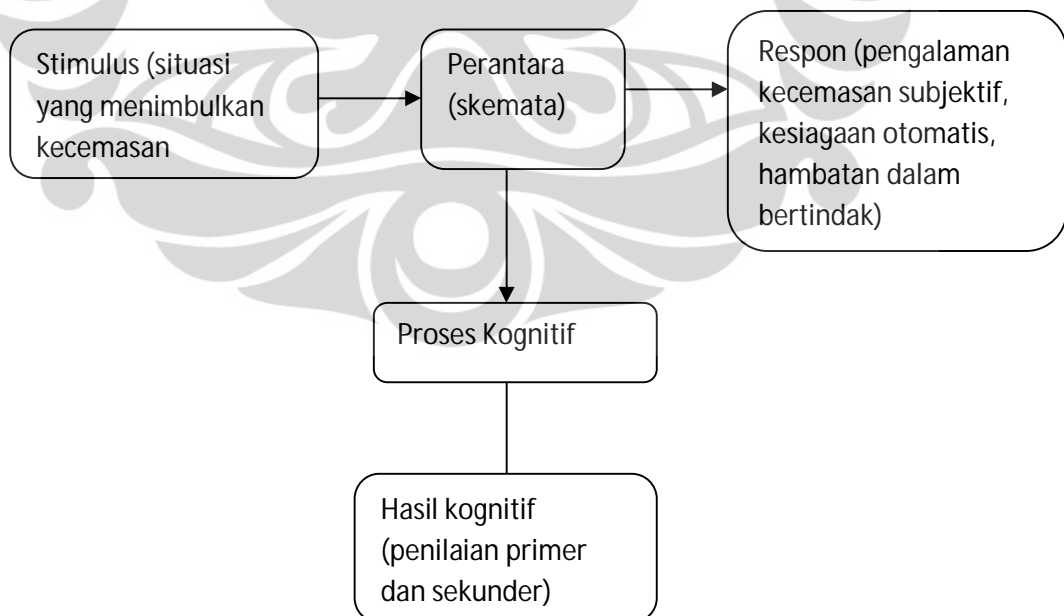 Stimulus (situasi
yang menimbulkan
kecemasan
Perantara
(skemata)
Respon (pengalaman
kecemasan subjektif,
kesiagaan otomatis,
hambatan dalam
bertindak)
Proses Kognitif
Hasil kognitif
(penilaian primer
dan sekunder)